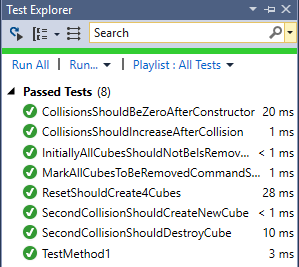 Test Explorer
Search
Run All | Run... | Playlist : All Tests
Passed Tests (8)
CollisionsShouldBeZeroAfterConstructor 20 ms
CollisionsShouldIncreaseAfterCollision 1 ms
InitiallyAllCubesShouldNotBeIsRemov... < 1 ms
MarkAllCubesToBeRemovedCommandS... 1 ms
ResetShouldCreate4Cubes 28 ms
SecondCollisionShouldCreateNewCube < 1 ms
SecondCollisionShouldDestroyCube 10 ms
TestMethod1 3 ms